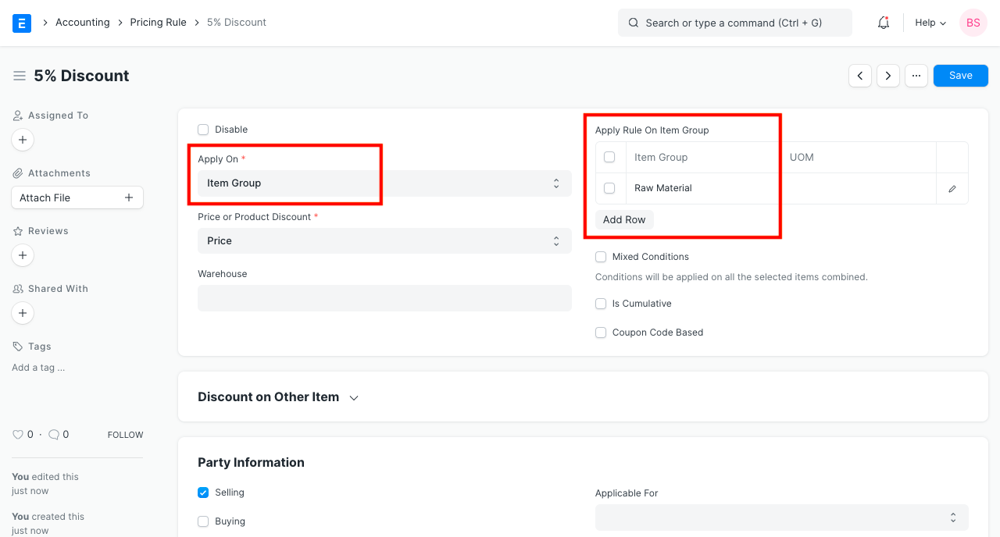 E
Accounting
Pricing Rule
5% Discount
Search or type a command (Ctrl + G)
Help
BS
5% Discount
Save
Assigned To
Attachments
Attach File
Reviews
Shared With
Tags
Add a tag ...
0 · 0
FOLLOW
You edited this
just now
You created this
just now
Disable
Apply On *
Item Group
Price or Product Discount *
Price
Warehouse
Apply Rule On Item Group
Item Group
UOM
Raw Material
Add Row
Mixed Conditions
Conditions will be applied on all the selected items combined.
Is Cumulative
Coupon Code Based
Discount on Other Item
Party Information
Selling
Buying
Applicable For